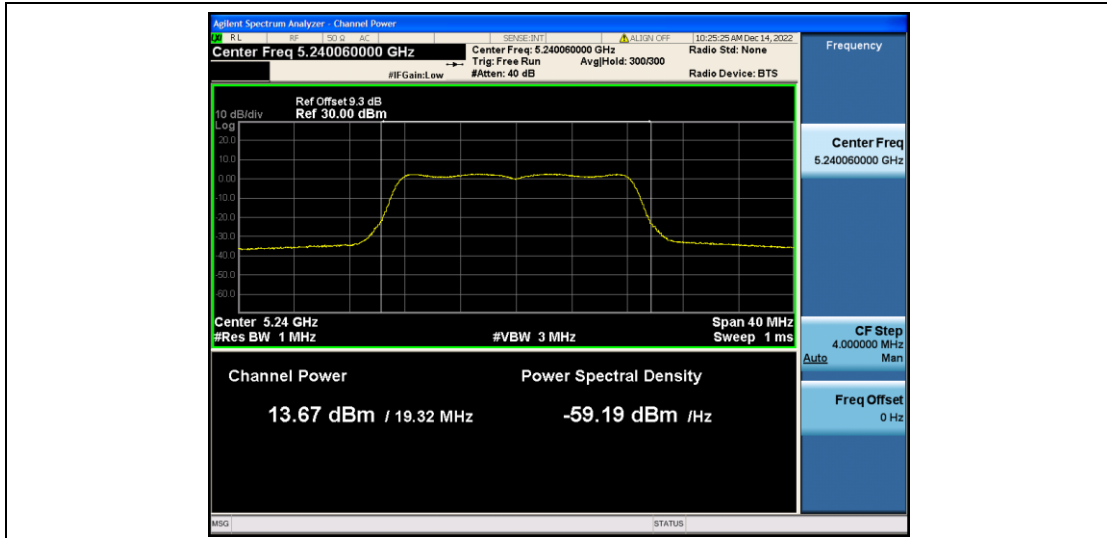 Agilent Spectrum Analyzer - Channel Power
RL RF 50 Ω AC SENSE:INT ALIGN OFF 10:25:25 AM Dec 14, 2022
Center Freq 5.240060000 GHz
Center Freq: 5.240060000 GHz
Radio Std: None
Trig: Free Run Avg|Hold: 300/300
#IFGain:Low
#Atten: 40 dB
Radio Device: BTS
Ref Offset 9.3 dB
10 dB/div Ref 30.00 dBm
Log
20.0
10.0
0.00
-10.0
-20.0
-30.0
-40.0
-50.0
-60.0
Center 5.24 GHz
Span 40 MHz
#Res BW 1 MHz
#VBW 3 MHz
Sweep 1 ms
Channel Power
Power Spectral Density
13.67 dBm / 19.32 MHz
-59.19 dBm /Hz
MSG
STATUS
Frequency
Center Freq
5.240060000 GHz
CF Step
4.000000 MHz
Auto Man
Freq Offset
0 Hz